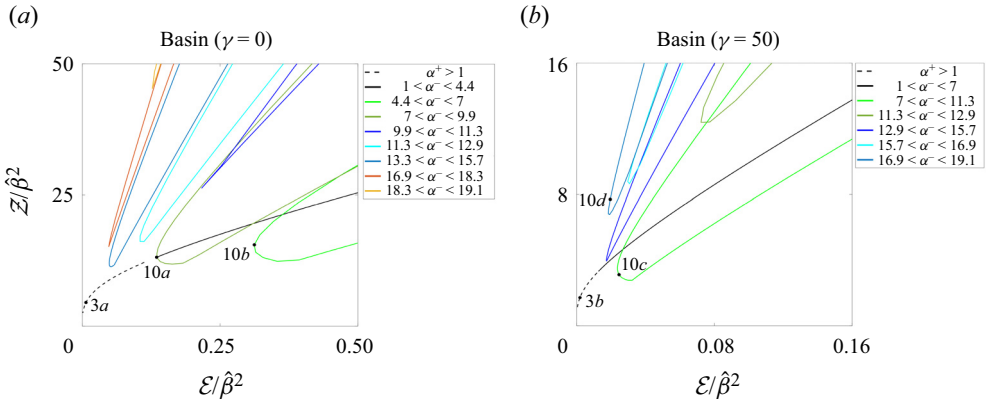 (a)
Basin (γ = 0)
50
25
0
0.25
0.50
𝓩/β̂²
𝓔/β̂²
3a
10a
10b
α⁺ > 1
1 < α⁻ < 4.4
4.4 < α⁻ < 7
7 < α⁻ < 9.9
9.9 < α⁻ < 11.3
11.3 < α⁻ < 12.9
13.3 < α⁻ < 15.7
16.9 < α⁻ < 18.3
18.3 < α⁻ < 19.1
(b)
Basin (γ = 50)
16
8
0
0.08
0.16
𝓔/β̂²
10d
10c
3b
α⁺ > 1
1 < α⁻ < 7
7 < α⁻ < 11.3
11.3 < α⁻ < 12.9
12.9 < α⁻ < 15.7
15.7 < α⁻ < 16.9
16.9 < α⁻ < 19.1